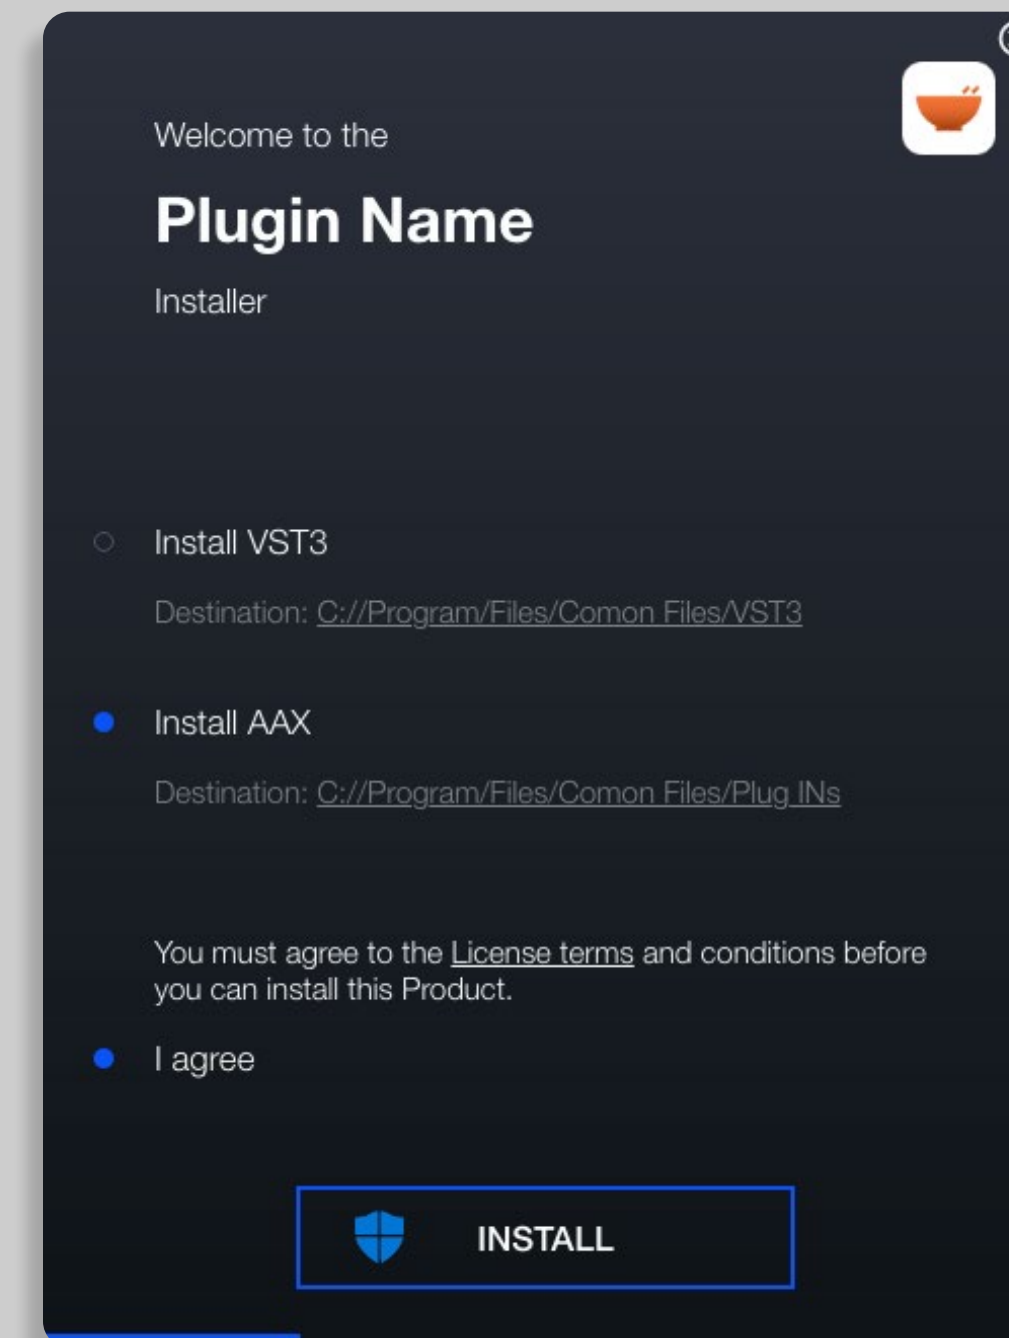 Welcome to the
Plugin Name
Installer
Install VST3
Destination: C://Program/Files/Comon Files/VST3
Install AAX
Destination: C://Program/Files/Comon Files/Plug INs
You must agree to the License terms and conditions before
you can install this Product.
I agree
INSTALL